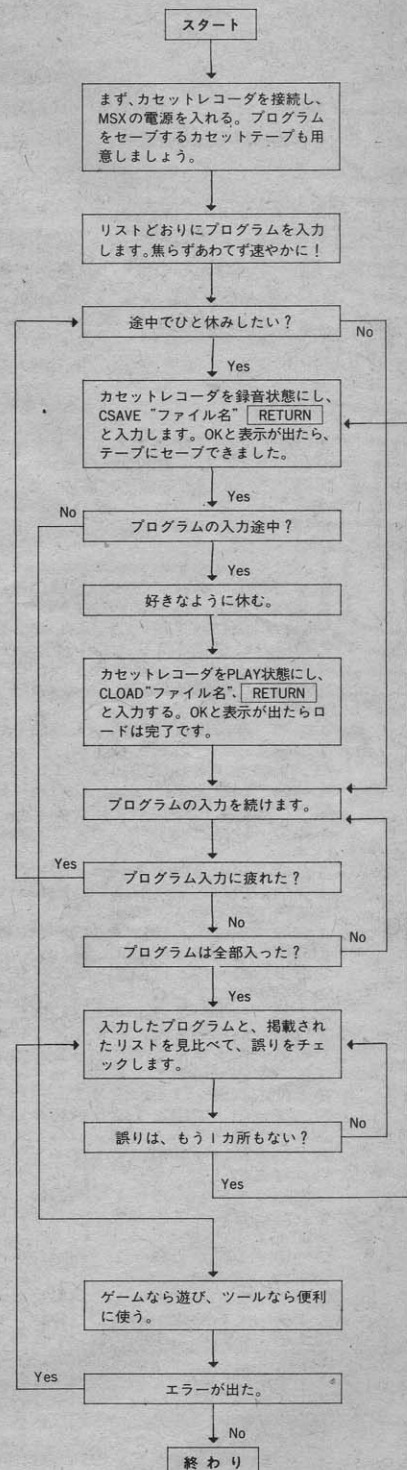 スタート
まず、カセットレコーダを接続し、
MSXの電源を入れる。プログラム
をセーブするカセットテープも用
意しましょう。
リストどおりにプログラムを入力
します。焦らずあわてず速やかに!
途中でひと休みしたい?
No
Yes
カセットレコーダを録音状態にし、
CSAVE "ファイル名" RETURN
と入力します。OKと表示が出たら、
テープにセーブできました。
Yes
No
プログラムの入力途中?
Yes
好きなように休む。
カセットレコーダをPLAY状態にし、
CLOAD"ファイル名"、RETURN
と入力する。OKと表示が出たらロ
ードは完了です。
プログラムの入力を続けます。
Yes
プログラム入力に疲れた?
No
プログラムは全部入った?
No
Yes
入力したプログラムと、掲載され
たリストを見比べて、誤りをチェ
ックします。
No
誤りは、もう1カ所もない?
Yes
ゲームなら遊び、ツールなら便利
に使う。
Yes
エラーが出た。
No
終わり